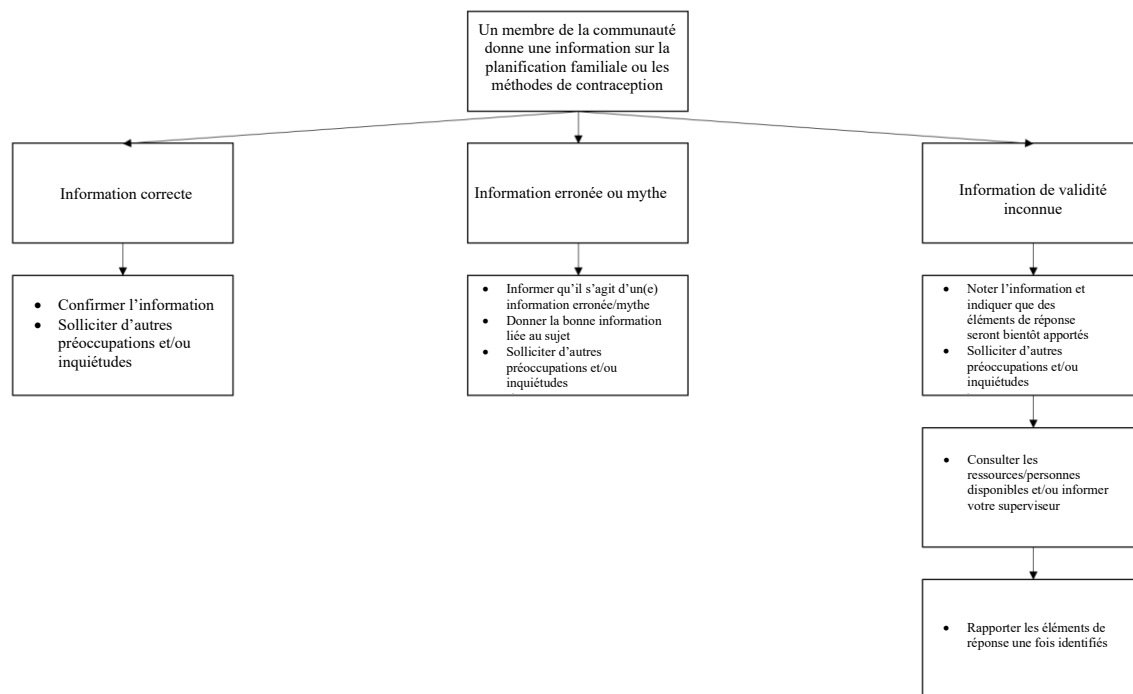 Un membre de la communauté
donne une information sur la
planification familiale ou les
méthodes de contraception
Information correcte
Information erronée ou mythe
Information de validité
inconnue
• Confirmer l’information
• Solliciter d’autres
préoccupations et/ou
inquiétudes
• Informer qu’il s’agit d’un(e)
information erronée/mythe
• Donner la bonne information
liée au sujet
• Solliciter d’autres
préoccupations et/ou
inquiétudes
• Noter l’information et
indiquer que des
éléments de réponse
seront bientôt apportés
• Solliciter d’autres
préoccupations et/ou
inquiétudes
• Consulter les
ressources/personnes
disponibles et/ou informer
votre superviseur
• Rapporter les éléments de
réponse une fois identifiés